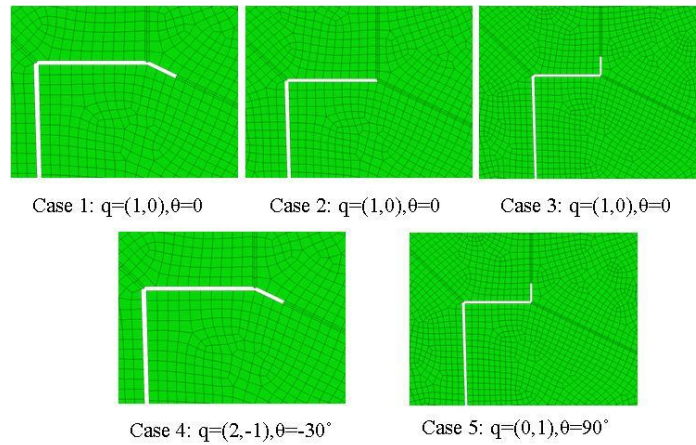 Case 1: q=(1,0),θ=0
Case 2: q=(1,0),θ=0
Case 3: q=(1,0),θ=0
Case 4: q=(2,-1),θ=-30˚
Case 5: q=(0,1),θ=90˚